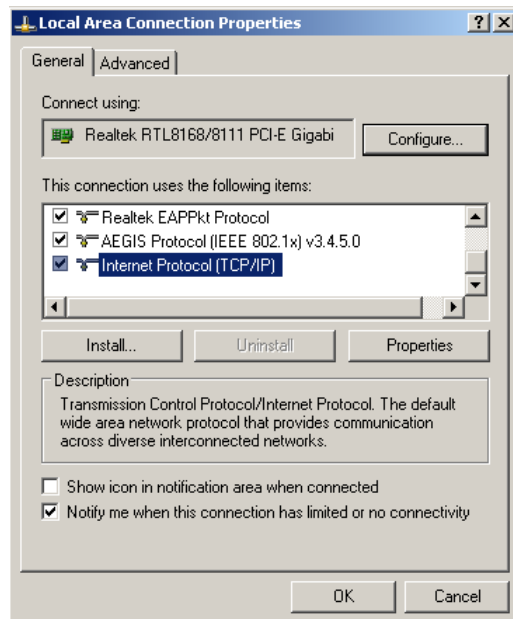 Local Area Connection Properties
General
Advanced
Connect using:
Realtek RTL8168/8111 PCI-E Gigabi
Configure...
This connection uses the following items:
Realtek EAPPkt Protocol
AEGIS Protocol (IEEE 802.1x) v3.4.5.0
Internet Protocol (TCP/IP)
Install...
Uninstall
Properties
Description
Transmission Control Protocol/Internet Protocol. The default
wide area network protocol that provides communication
across diverse interconnected networks.
Show icon in notification area when connected
Notify me when this connection has limited or no connectivity
OK
Cancel